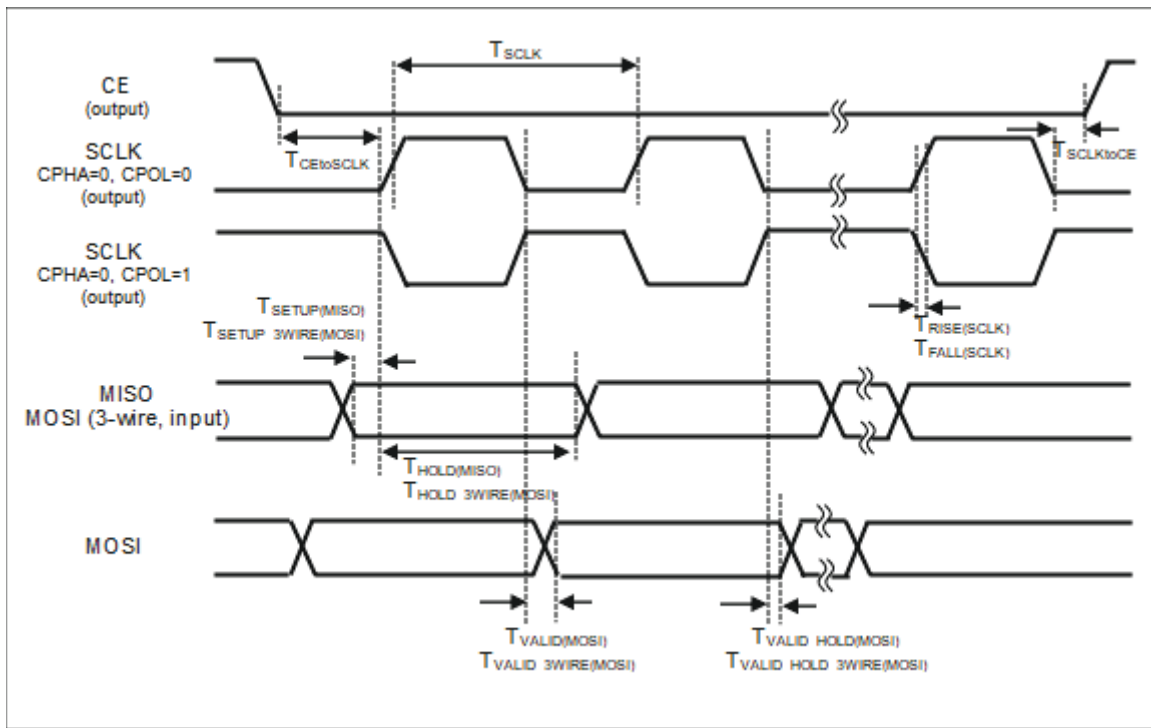 TSCLK
CE
(output)
TCEtoSCLK
TSCLKtoCE
SCLK
CPHA=0, CPOL=0
(output)
SCLK
CPHA=0, CPOL=1
(output)
TSETUP(MISO)
TSETUP 3WIRE(MOSI)
TRISE(SCLK)
TFALL(SCLK)
MISO
MOSI (3-wire, input)
THOLD(MISO)
THOLD 3WIRE(MOSI)
MOSI
TVALID(MOSI)
TVALID 3WIRE(MOSI)
TVALID HOLD(MOSI)
TVALID HOLD 3WIRE(MOSI)